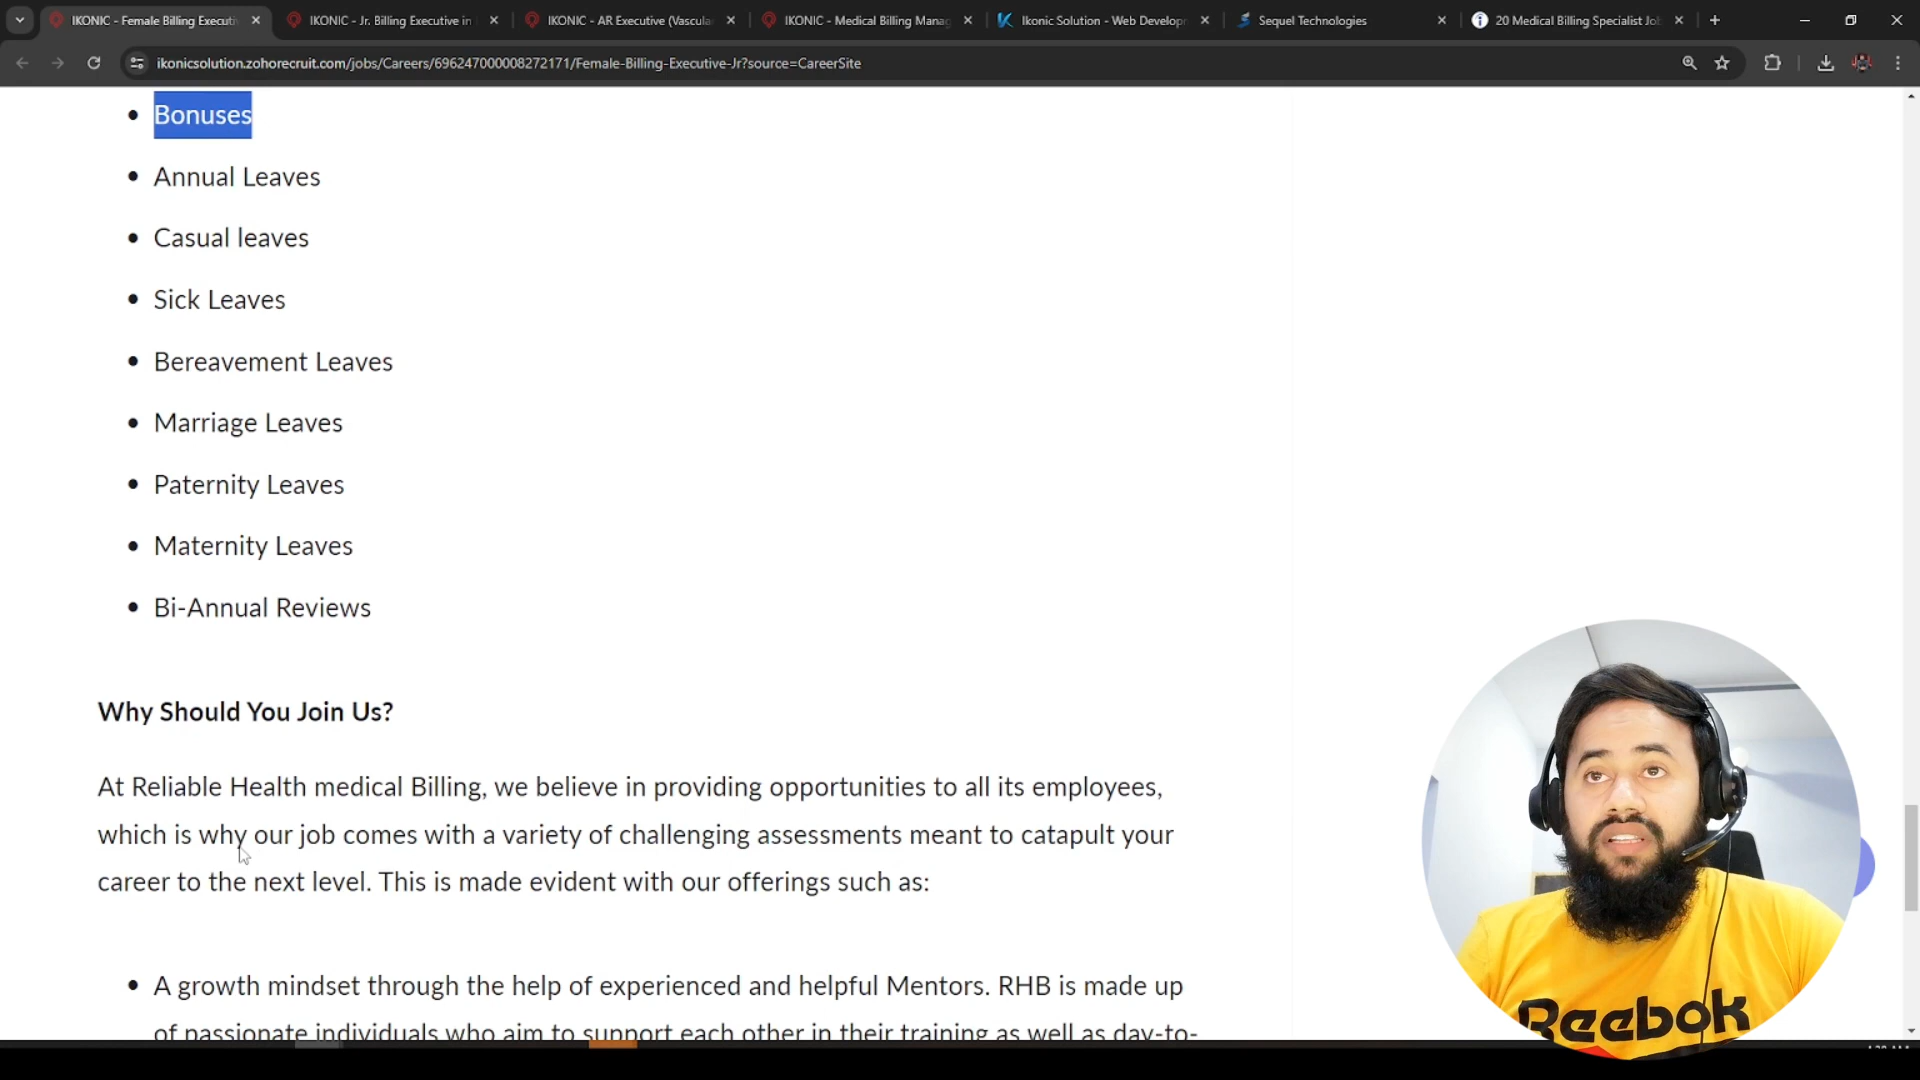 IKONIC - Female Billing Executi
IKONIC - Jr. Billing Executive in
IKONIC - AR Executive (Vascula
IKONIC - Medical Billing Manag
Ikonic Solution - Web Develop
Sequel Technologies
20 Medical Billing Specialist Jo
ikonicsolution.zohorecruit.com/jobs/Careers/696247000008272171/Female-Billing-Executive-Jr?source=CareerSite
• Bonuses
• Annual Leaves
• Casual leaves
• Sick Leaves
• Bereavement Leaves
• Marriage Leaves
• Paternity Leaves
• Maternity Leaves
• Bi-Annual Reviews
Why Should You Join Us?
At Reliable Health medical Billing, we believe in providing opportunities to all its employees,
which is why our job comes with a variety of challenging assessments meant to catapult your
career to the next level. This is made evident with our offerings such as:
• A growth mindset through the help of experienced and helpful Mentors. RHB is made up
of passionate individuals who aim to support each other in their training as well as day-to-
Reebok